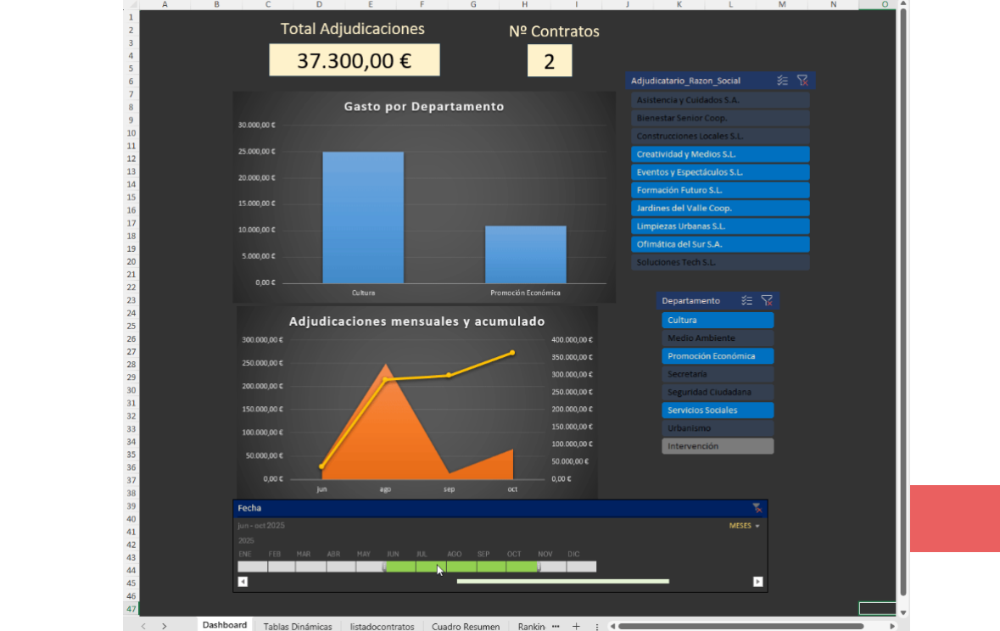 A B C D E F G H I J K L M N O
1
2
3
4
5
6
7
8
9
10
11
12
13
14
15
16
17
18
19
20
21
22
23
24
25
26
27
28
29
30
31
32
33
34
35
36
37
38
39
40
41
42
43
44
45
46
47
Total Adjudicaciones
37.300,00 €
Nº Contratos
2
Gasto por Departamento
30.000,00 €
25.000,00 €
20.000,00 €
15.000,00 €
10.000,00 €
5.000,00 €
0,00 €
Cultura Promoción Económica
Adjudicatario_Razon_Social
Asistencia y Cuidados S.A.
Bienestar Senior Coop.
Construcciones Locales S.L.
Creatividad y Medios S.L.
Eventos y Espectáculos S.L.
Formación Futuro S.L.
Jardines del Valle Coop.
Limpiezas Urbanas S.L.
Ofimática del Sur S.A.
Soluciones Tech S.L.
Departamento
Cultura
Medio Ambiente
Promoción Económica
Secretaría
Seguridad Ciudadana
Servicios Sociales
Urbanismo
Intervención
Adjudicaciones mensuales y acumulado
300.000,00 € 400.000,00 €
250.000,00 € 350.000,00 €
200.000,00 € 300.000,00 €
150.000,00 € 250.000,00 €
100.000,00 € 200.000,00 €
50.000,00 € 150.000,00 €
0,00 € 100.000,00 €
50.000,00 €
0,00 €
jun ago sep oct
Fecha
jun - oct 2025 MESES
2025
ENE FEB MAR ABR MAY JUN JUL AGO SEP OCT NOV DIC
Dashboard Tablas Dinámicas listadocontratos Cuadro Resumen Rankin ...